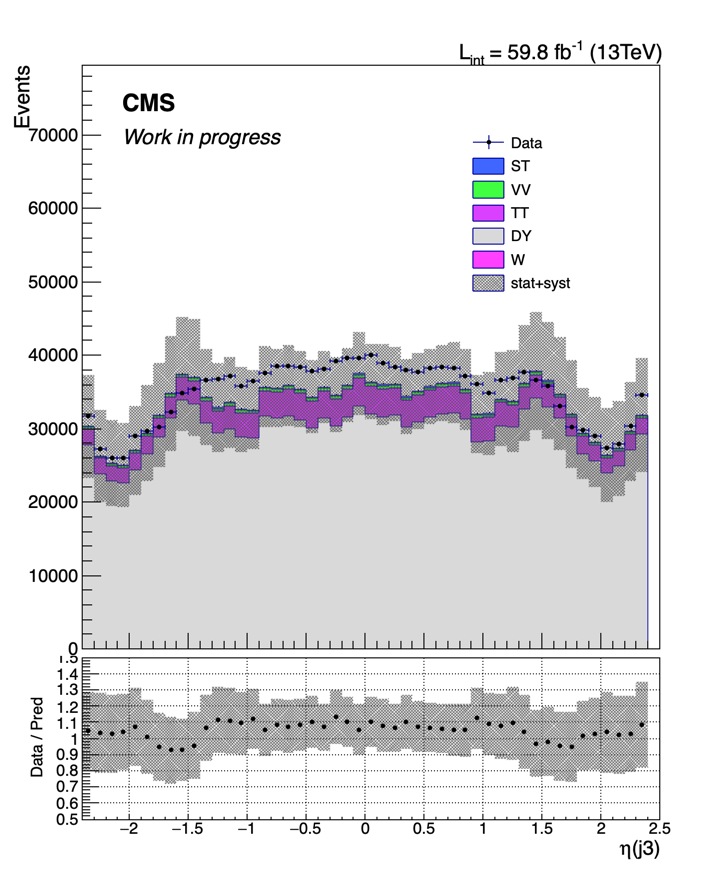 L_int = 59.8 fb⁻¹ (13TeV)
Events
CMS
Work in progress
70000
60000
50000
40000
30000
20000
10000
0
Data
ST
VV
TT
DY
W
stat+syst
Data / Pred
1.5
1.4
1.3
1.2
1.1
1
0.9
0.8
0.7
0.6
0.5
−2 −1.5 −1 −0.5 0 0.5 1 1.5 2 2.5
η(j3)